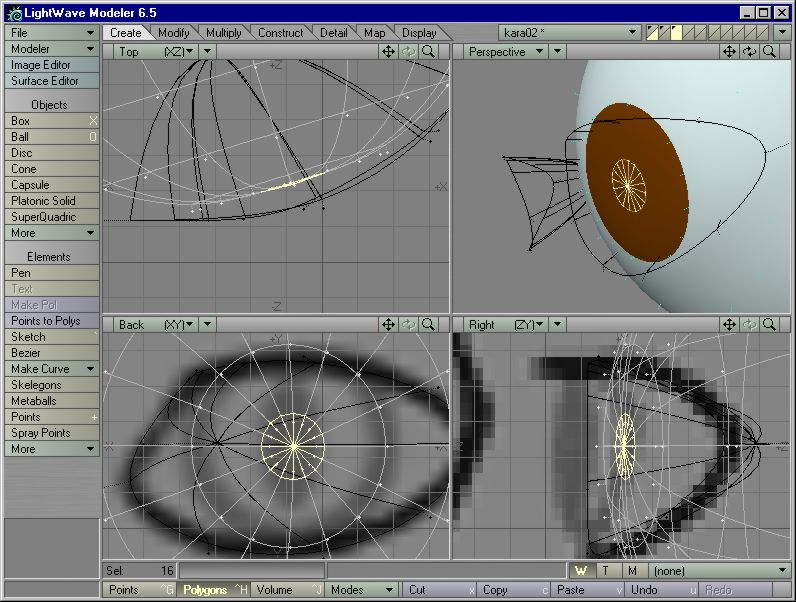 LightWave Modeler 6.5
File
Create Modify Multiply Construct Detail Map Display kara02 *
Modeler
Top (XZ) Perspective
Image Editor
Surface Editor
Objects
Box X
Ball O
Disc
Cone
Capsule
Platonic Solid
SuperQuadric
More
Elements
Pen
Text
Make Pol
Points to Polys
Sketch `
Bezier
Make Curve
Skelegons
Metaballs
Points +
Spray Points
More
+Z
+X
-Z
Back (XY) Right (ZY)
+Y
+X
+Z
Sel: 16 W T M (none)
Points ^G Polygons ^H Volume ^J Modes Cut x Copy c Paste v Undo u Redo